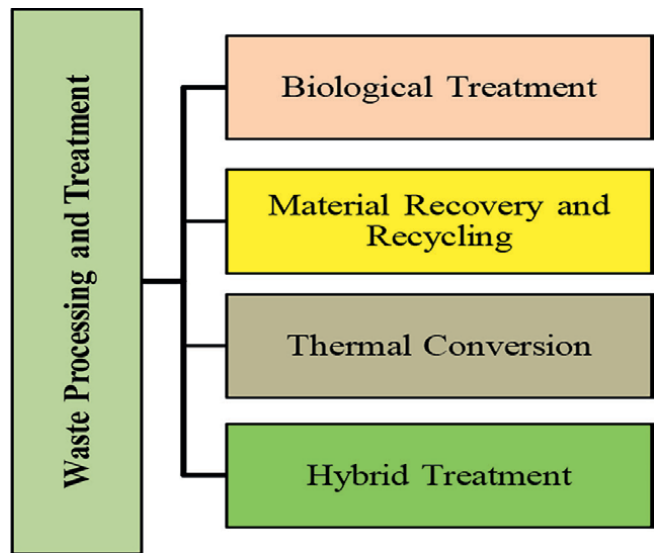 Waste Processing and Treatment
Biological Treatment
Material Recovery and
Recycling
Thermal Conversion
Hybrid Treatment